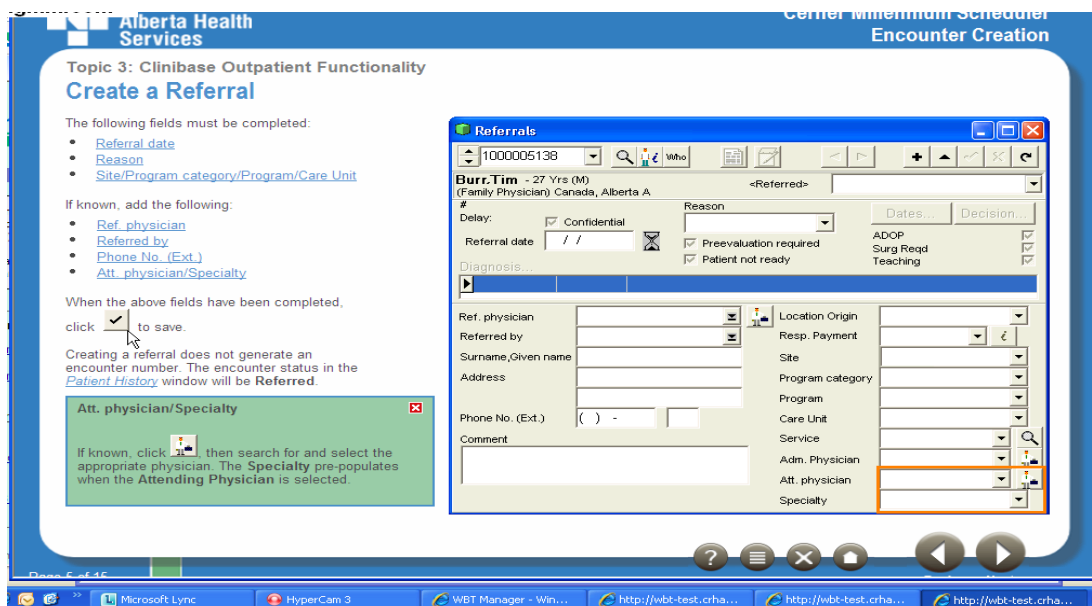 Alberta Health
Services
Cerner Millennium Scheduler
Encounter Creation
Topic 3: Clinibase Outpatient Functionality
Create a Referral
The following fields must be completed:
• Referral date
• Reason
• Site/Program category/Program/Care Unit
If known, add the following:
• Ref. physician
• Referred by
• Phone No. (Ext.)
• Att. physician/Specialty
When the above fields have been completed,
click to save.
Creating a referral does not generate an
encounter number. The encounter status in the
Patient History window will be Referred.
Att. physician/Specialty
If known, click , then search for and select the
appropriate physician. The Specialty pre-populates
when the Attending Physician is selected.
Referrals
1000005138
Who
Burr,Tim - 27 Yrs (M)
(Family Physician) Canada, Alberta A
<Referred>
#
Delay:
Confidential
Referral date / /
Reason
Preevaluation required
Patient not ready
Dates...
Decision...
ADOP
Surg Reqd
Teaching
Diagnosis...
Ref. physician
Referred by
Surname,Given name
Address
Phone No. (Ext.) ( ) -
Comment
Location Origin
Resp. Payment
Site
Program category
Program
Care Unit
Service
Adm. Physician
Att. physician
Specialty
Page 5 of 15
Microsoft Lync
HyperCam 3
WBT Manager - Win...
http://wbt-test.crha...
http://wbt-test.crha...
http://wbt-test.crha...